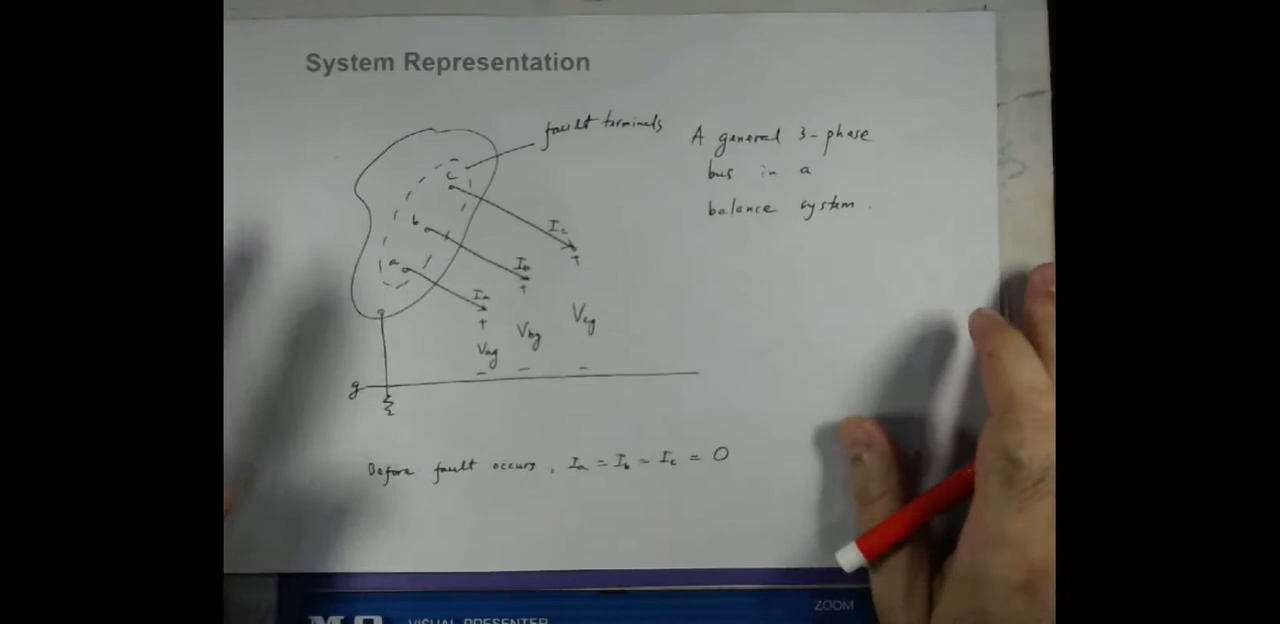 System Representation
fault terminals
A general 3-phase
bus in a
balance system.
c
b
a
Ic
+
Ib
+
Ia
+
Vcg
Vbg
Vag
- - -
g
Before fault occurs, Ia = Ib = Ic = 0
ZOOM
VISUAL PRESENTER